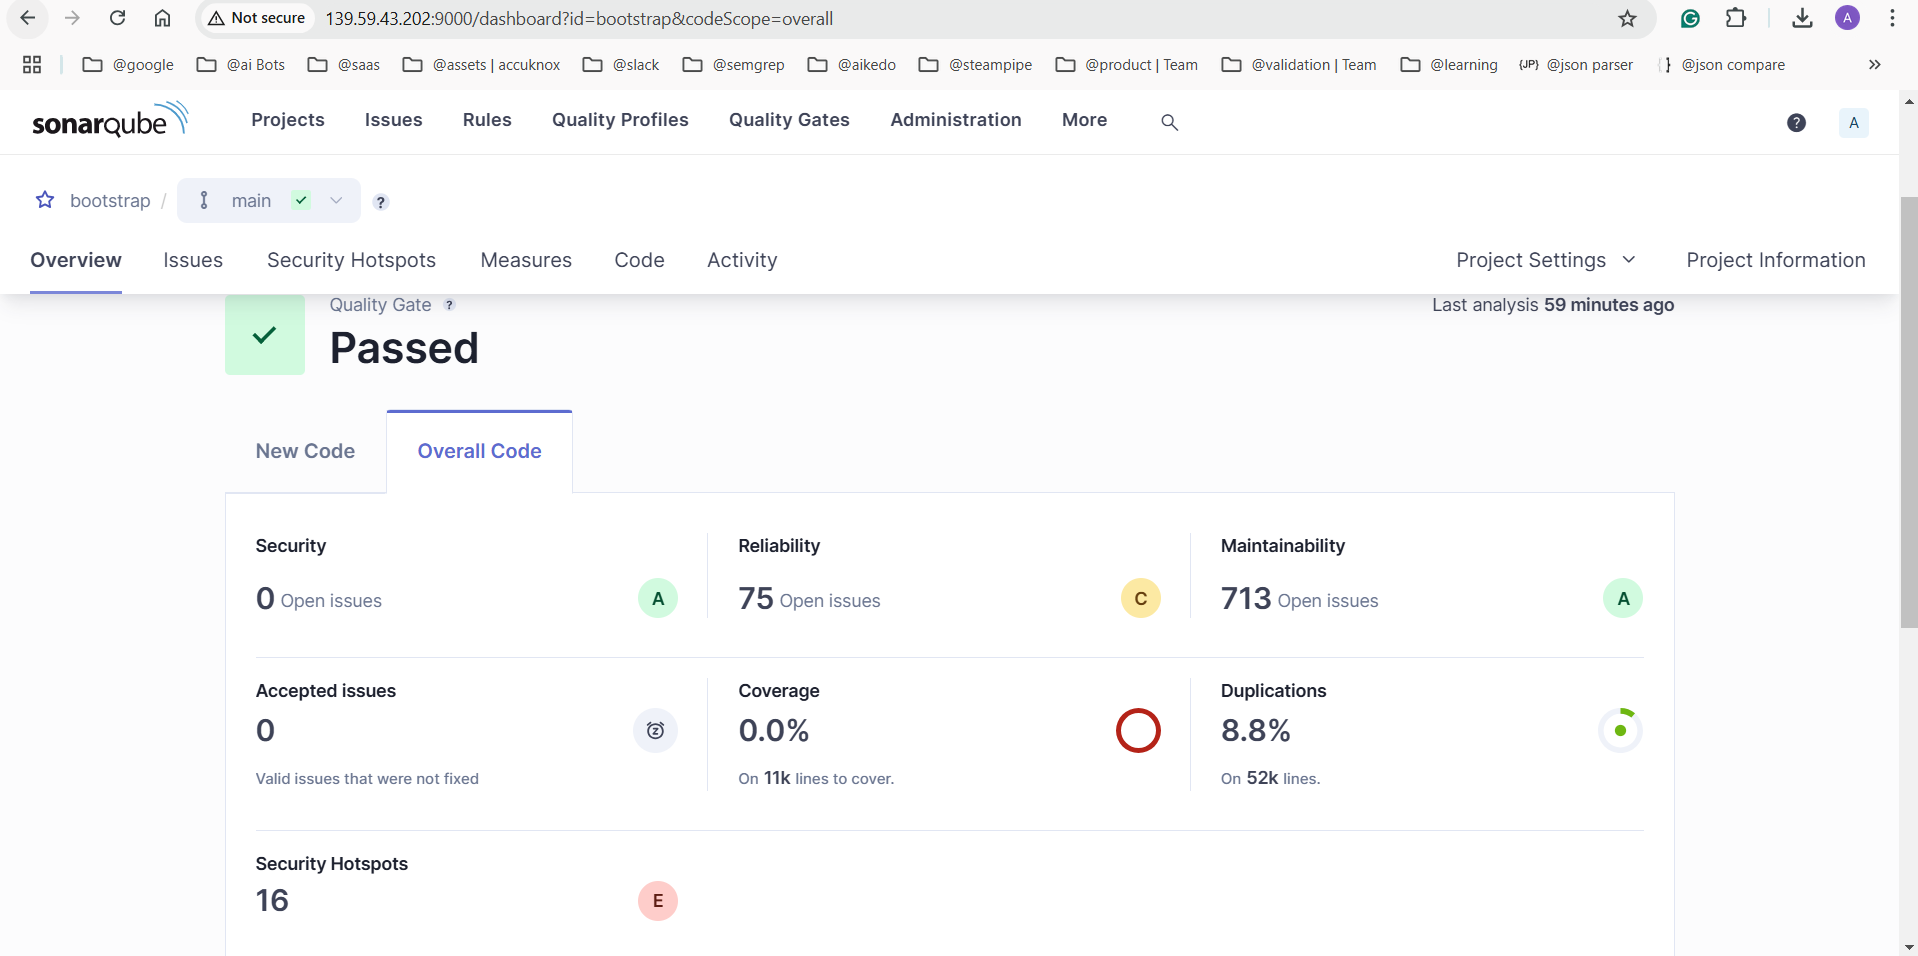 Not secure 139.59.43.202:9000/dashboard?id=bootstrap&codeScope=overall A
@google @ai Bots @saas @assets | accuknox @slack @semgrep @aikedo @steampipe @product | Team @validation | Team @learning {JP} @json parser { } @json compare »
sonarqube Projects Issues Rules Quality Profiles Quality Gates Administration More ? A
bootstrap / main ?
Overview Issues Security Hotspots Measures Code Activity Project Settings Project Information
Quality Gate ? Last analysis 59 minutes ago
Passed
New Code Overall Code
Security Reliability Maintainability
0 Open issues A 75 Open issues C 713 Open issues A
Accepted issues Coverage Duplications
0 z 0.0% 8.8%
Valid issues that were not fixed On 11k lines to cover. On 52k lines.
Security Hotspots
16 E